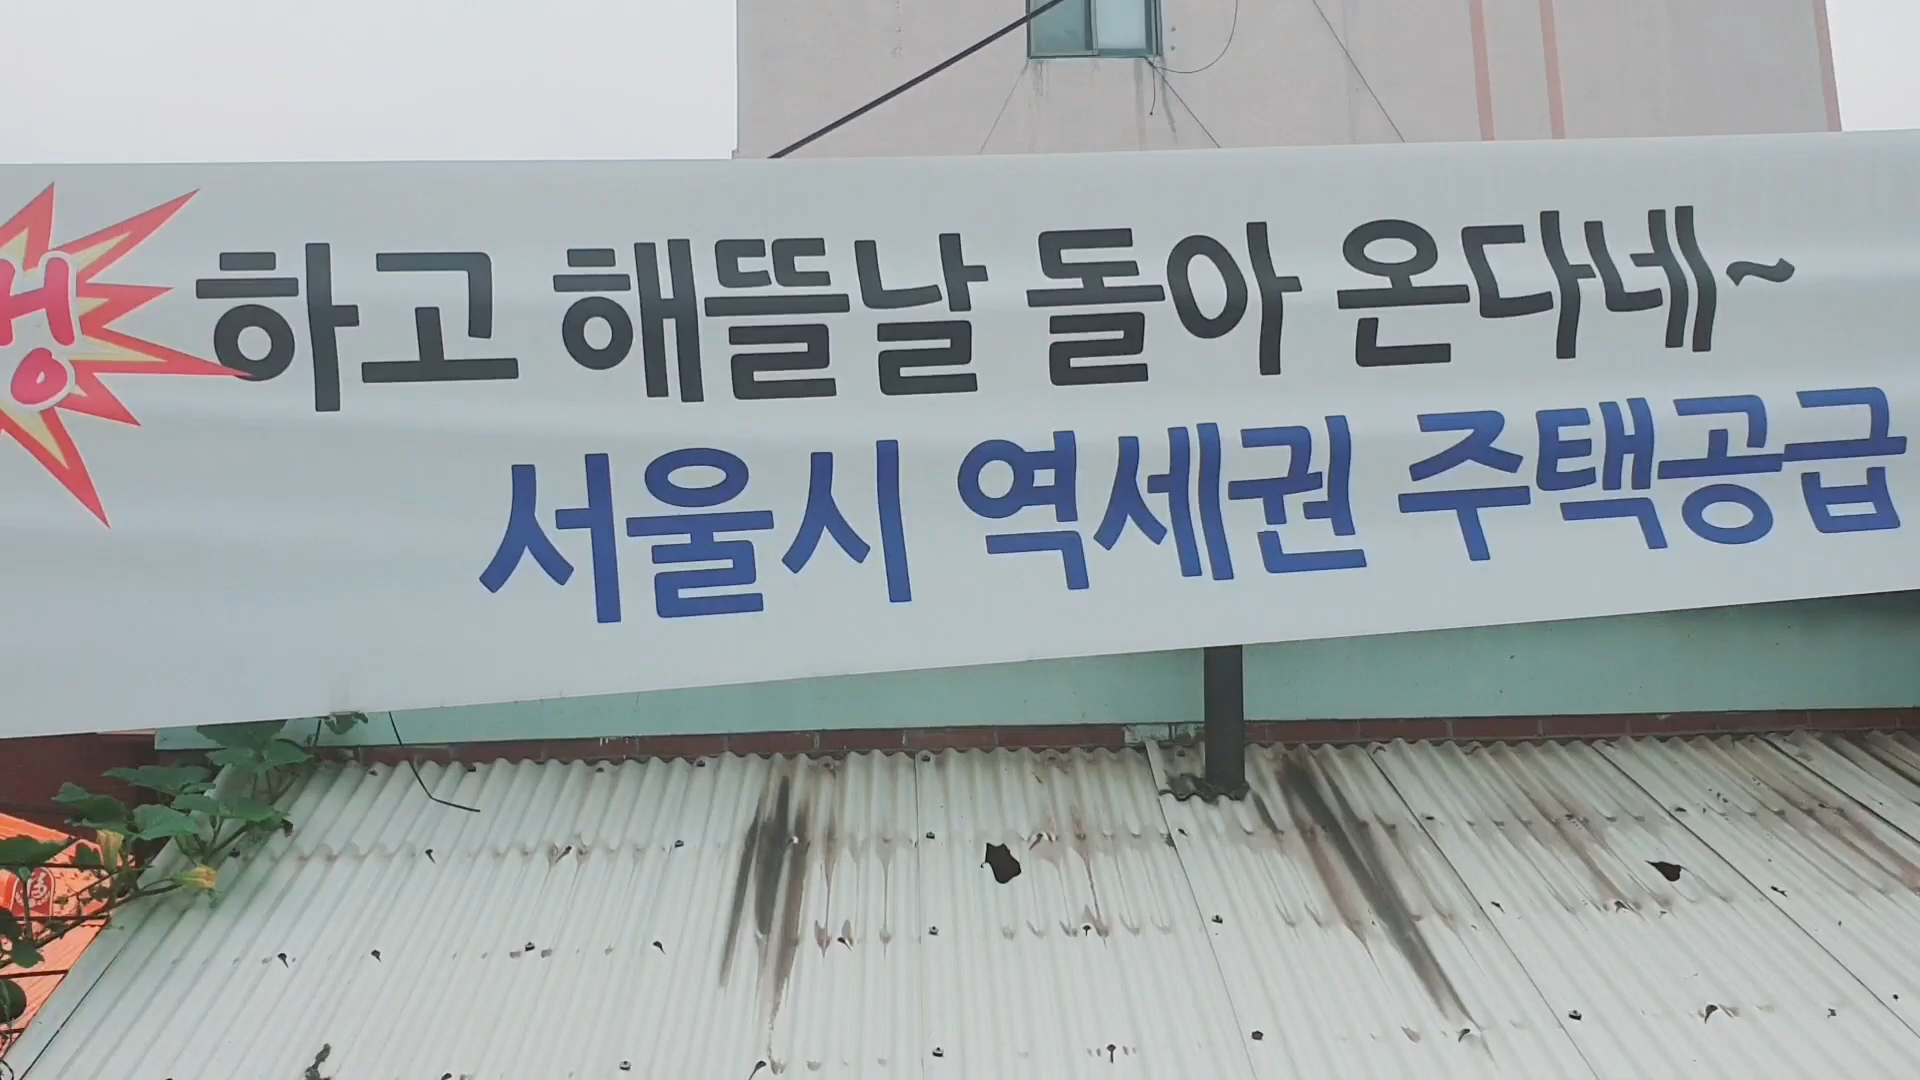 하고 해뜰날 돌아 온다네~
서울시 역세권 주택공급